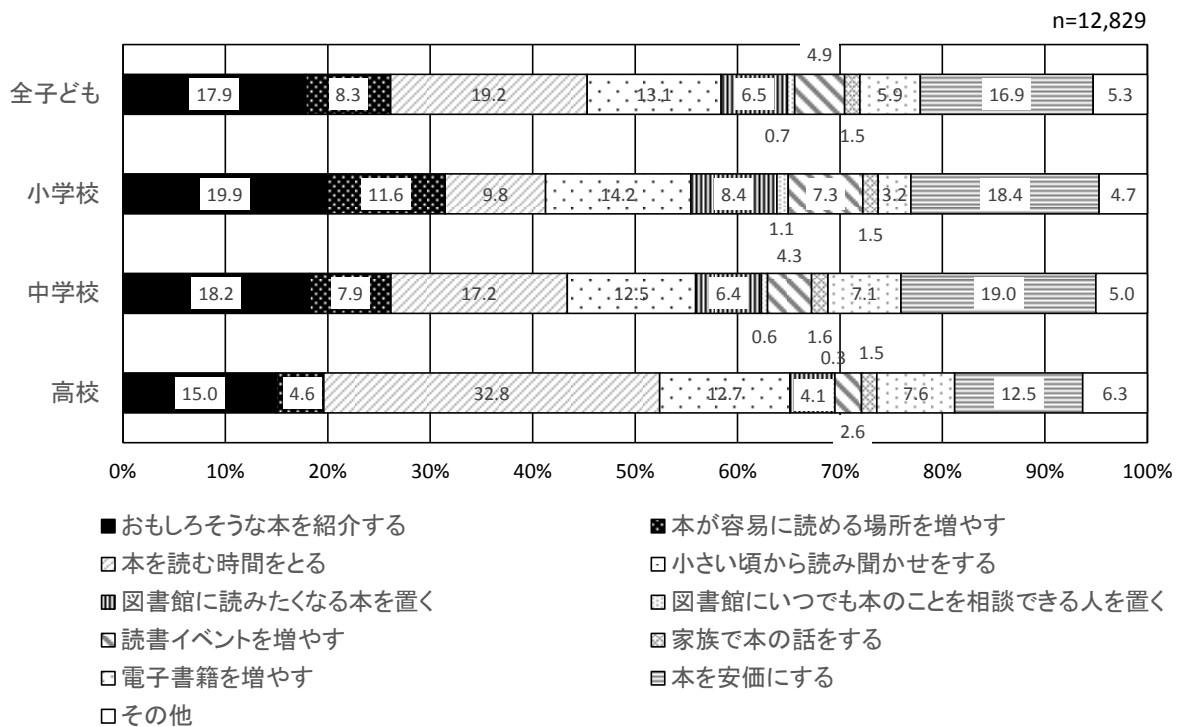 n=12,829
4.9
全子ども 17.9 8.3 19.2 13.1 6.5 5.9 16.9 5.3
0.7 1.5
小学校 19.9 11.6 9.8 14.2 8.4 7.3 3.2 18.4 4.7
1.1 1.5
4.3
中学校 18.2 7.9 17.2 12.5 6.4 7.1 19.0 5.0
0.6 1.6 1.5
0.3
高校 15.0 4.6 32.8 12.7 4.1 7.6 12.5 6.3
2.6
0% 10% 20% 30% 40% 50% 60% 70% 80% 90% 100%
おもしろそうな本を紹介する 本が容易に読める場所を増やす
本を読む時間をとる 小さい頃から読み聞かせをする
図書館に読みたくなる本を置く 図書館にいつでも本のことを相談できる人を置く
読書イベントを増やす 家族で本の話をする
電子書籍を増やす 本を安価にする
その他